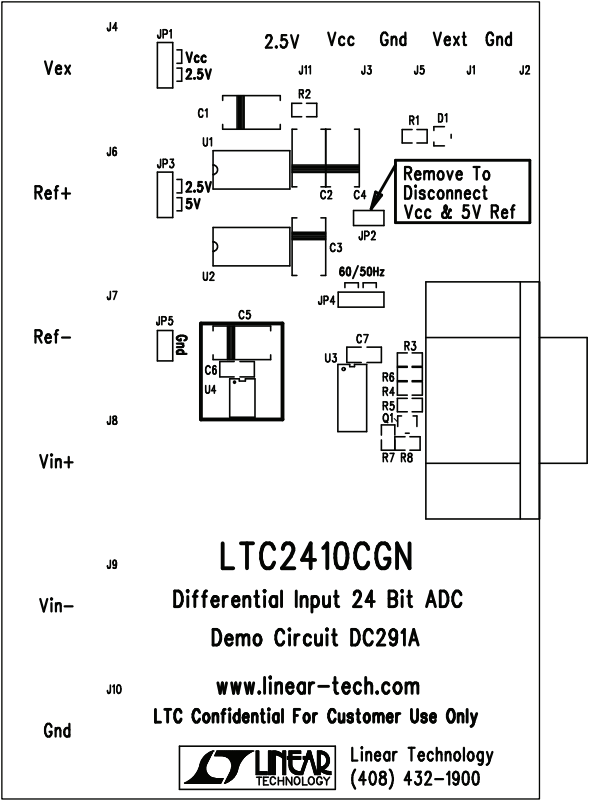 J4
JP1
Vex
Vcc
2.5V
2.5V Vcc Gnd Vext Gnd
J11 J3 J5 J1 J2
R2
C1
R1 D1
U1
J6
JP3
Ref+
2.5V
5V
C2 C4
Remove To
Disconnect
Vcc & 5V Ref
JP2
C3
U2
60/50Hz
J7
JP4
Ref-
JP5
Gnd
C5
C6
U4
C7
U3
R3
R6
R4
R5
Q1
R7 R8
J8
Vin+
LTC2410CGN
J9
Differential Input 24 Bit ADC
Vin-
Demo Circuit DC291A
J10
www.linear-tech.com
LTC Confidential For Customer Use Only
Gnd
LINEAR
TECHNOLOGY
Linear Technology
(408) 432-1900